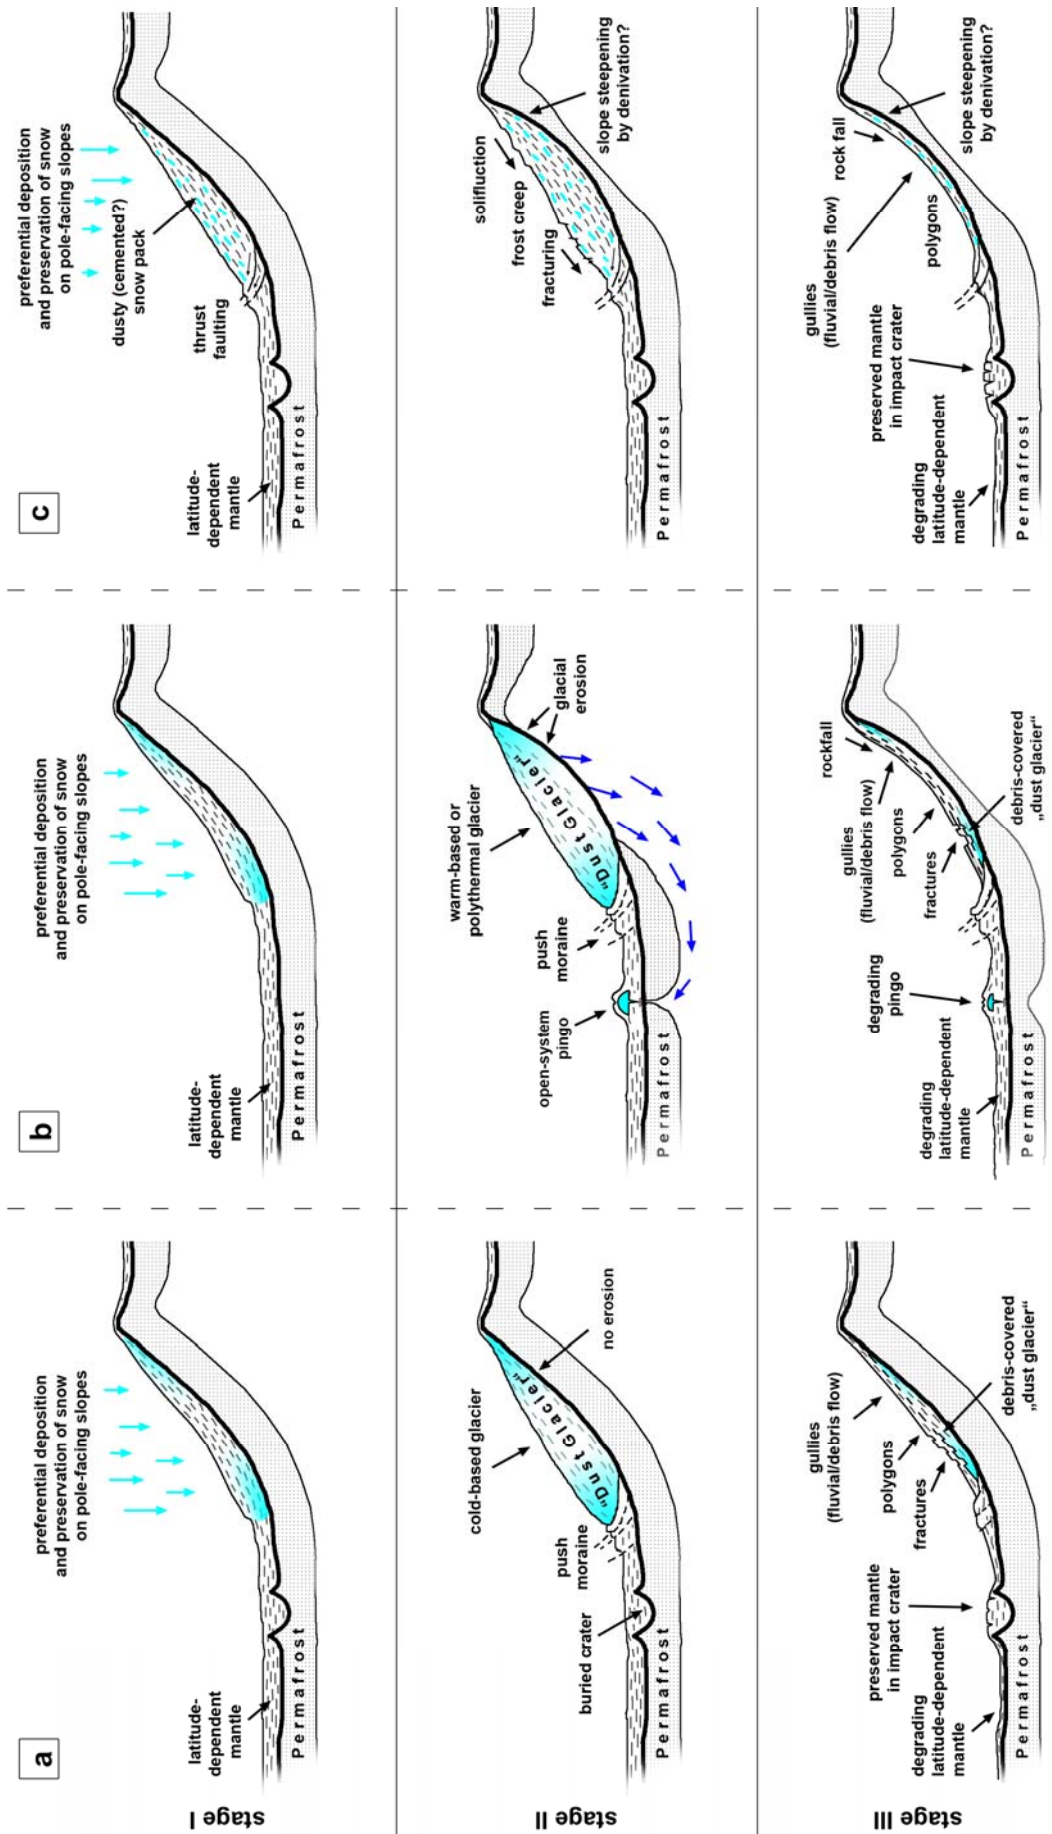 a
b
c
stage I
preferential deposition
and preservation of snow
on pole-facing slopes
latitude-
dependent
mantle
Permafrost
preferential deposition
and preservation of snow
on pole-facing slopes
latitude-
dependent
mantle
Permafrost
preferential deposition
and preservation of snow
on pole-facing slopes
dusty (cemented?)
snow pack
thrust
faulting
latitude-
dependent
mantle
Permafrost
stage II
cold-based glacier
"Dust Glacier"
no erosion
push
moraine
buried crater
Permafrost
warm-based or
polythermal glacier
"Dust Glacier"
glacial
erosion
push
moraine
open-system
pingo
Permafrost
solifluction
frost creep
fracturing
slope steepening
by denivation?
Permafrost
stage III
gullies
(fluvial/debris flow)
polygons
fractures
debris-covered
„dust glacier“
preserved mantle
in impact crater
degrading
latitude-dependent
mantle
Permafrost
rockfall
gullies
(fluvial/debris flow)
polygons
fractures
debris-covered
„dust glacier“
degrading
pingo
degrading
latitude-dependent
mantle
Permafrost
rock fall
gullies
(fluvial/debris flow)
polygons
slope steepening
by denivation?
preserved mantle
in impact crater
degrading
latitude-dependent
mantle
Permafrost